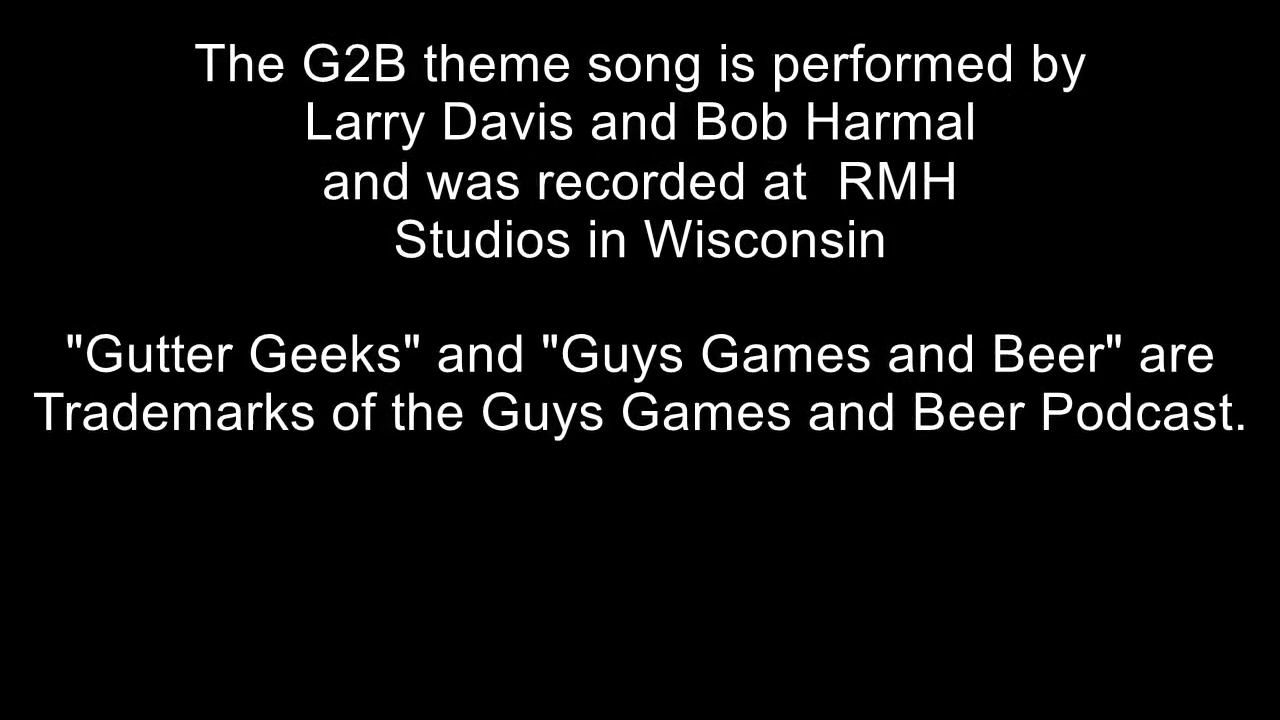 The G2B theme song is performed by
Larry Davis and Bob Harmal
and was recorded at  RMH
Studios in Wisconsin
"Gutter Geeks" and "Guys Games and Beer" are
Trademarks of the Guys Games and Beer Podcast.